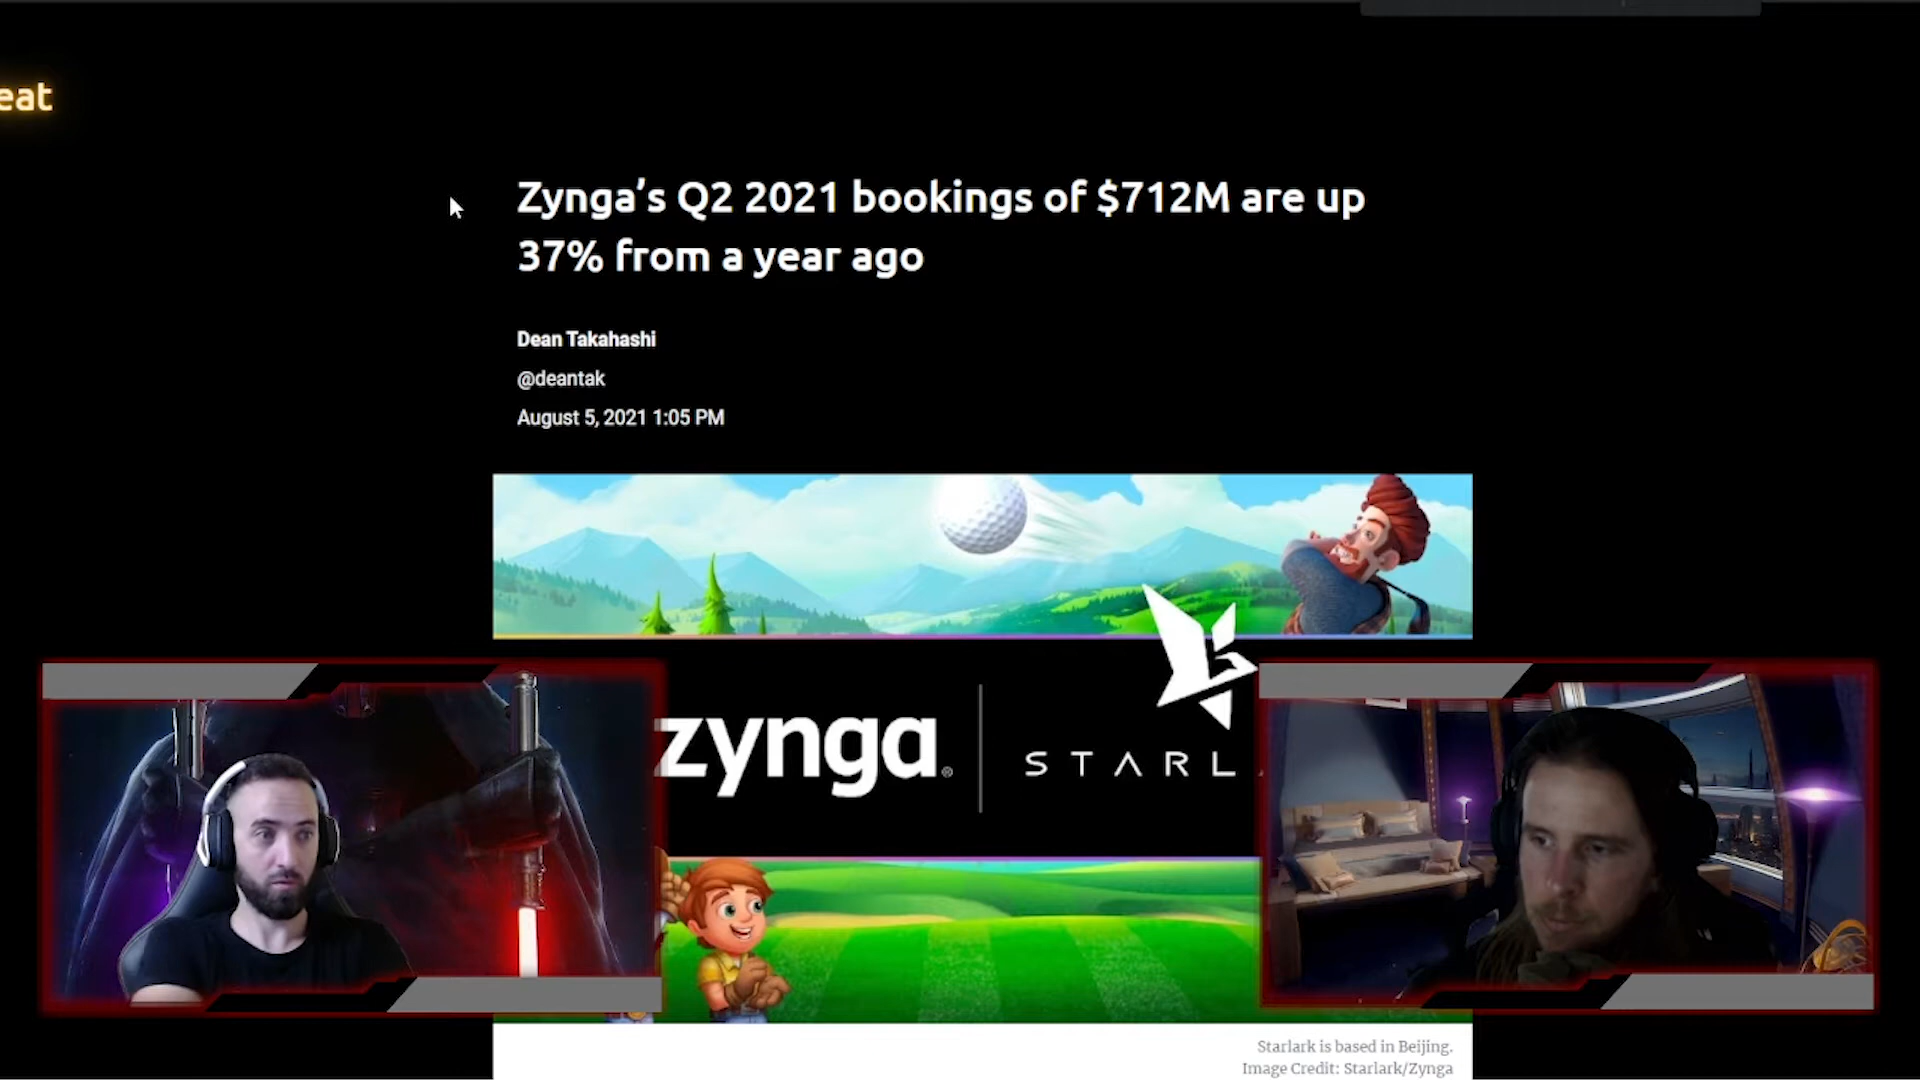 eat
Zynga’s Q2 2021 bookings of $712M are up
37% from a year ago
Dean Takahashi
@deantak
August 5, 2021 1:05 PM
zynga®
STARL
Starlark is based in Beijing.
Image Credit: Starlark/Zynga